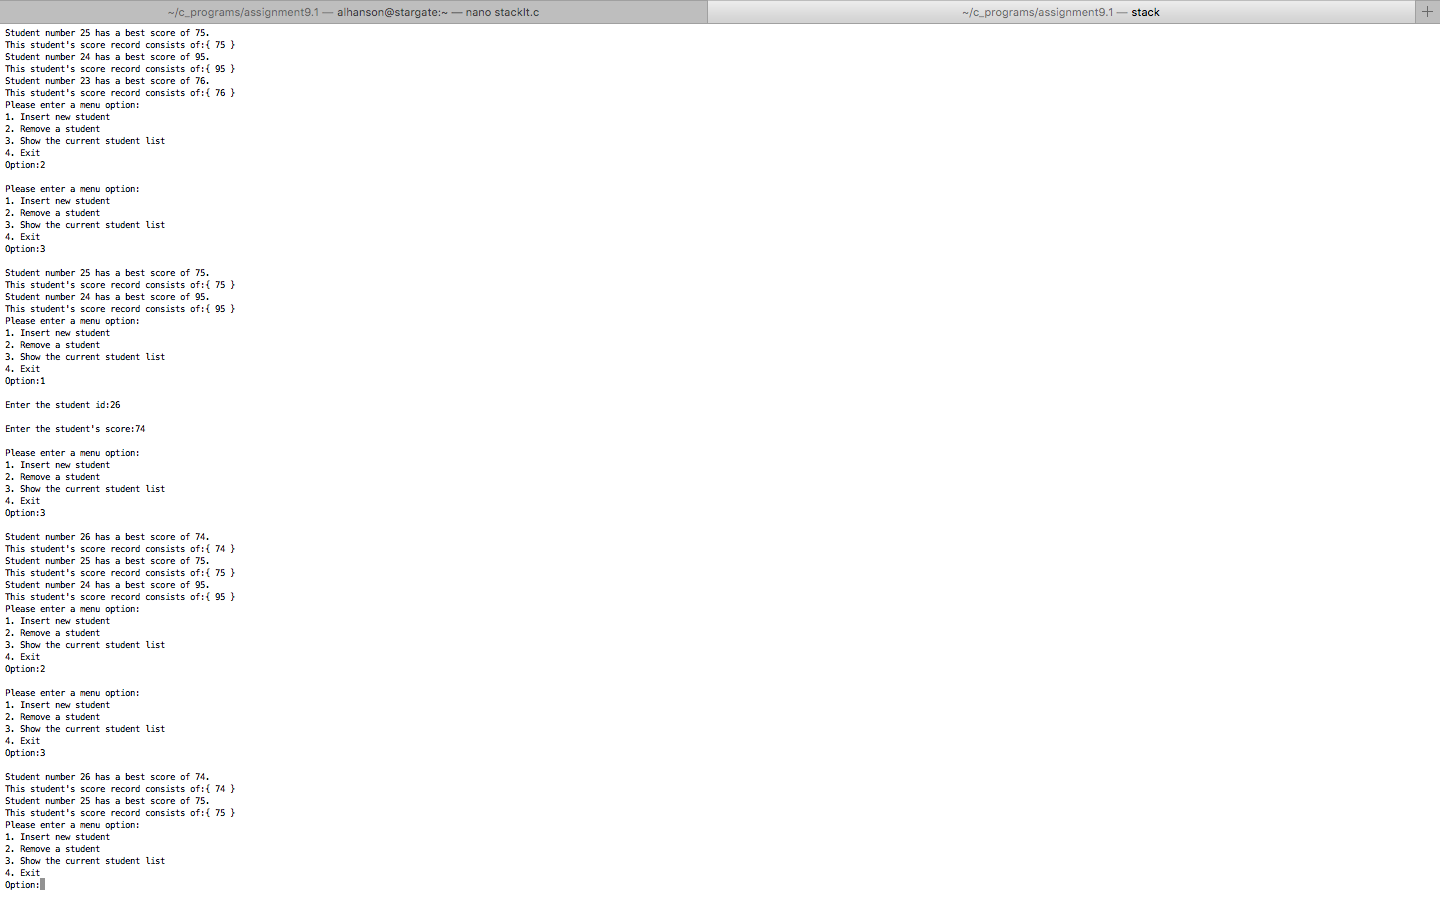 ~/c_programs/assignment9.1 — alhanson@stargate:~ — nano stackIt.c
~/c_programs/assignment9.1 — stack
Student number 25 has a best score of 75.
This student's score record consists of:{ 75 }
Student number 24 has a best score of 95.
This student's score record consists of:{ 95 }
Student number 23 has a best score of 76.
This student's score record consists of:{ 76 }
Please enter a menu option:
1. Insert new student
2. Remove a student
3. Show the current student list
4. Exit
Option:2
Please enter a menu option:
1. Insert new student
2. Remove a student
3. Show the current student list
4. Exit
Option:3
Student number 25 has a best score of 75.
This student's score record consists of:{ 75 }
Student number 24 has a best score of 95.
This student's score record consists of:{ 95 }
Please enter a menu option:
1. Insert new student
2. Remove a student
3. Show the current student list
4. Exit
Option:1
Enter the student id:26
Enter the student's score:74
Please enter a menu option:
1. Insert new student
2. Remove a student
3. Show the current student list
4. Exit
Option:3
Student number 26 has a best score of 74.
This student's score record consists of:{ 74 }
Student number 25 has a best score of 75.
This student's score record consists of:{ 75 }
Student number 24 has a best score of 95.
This student's score record consists of:{ 95 }
Please enter a menu option:
1. Insert new student
2. Remove a student
3. Show the current student list
4. Exit
Option:2
Please enter a menu option:
1. Insert new student
2. Remove a student
3. Show the current student list
4. Exit
Option:3
Student number 26 has a best score of 74.
This student's score record consists of:{ 74 }
Student number 25 has a best score of 75.
This student's score record consists of:{ 75 }
Please enter a menu option:
1. Insert new student
2. Remove a student
3. Show the current student list
4. Exit
Option: